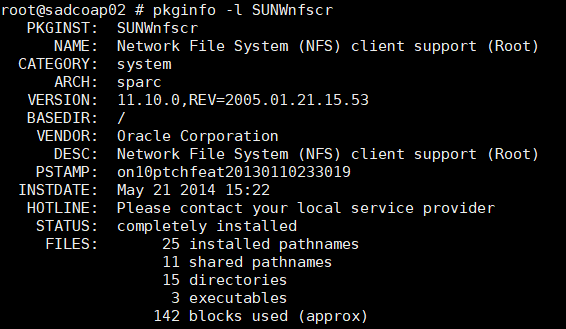 root@sadcoap02 # pkginfo -l SUNWnfscr
PKGINST: SUNWnfscr
NAME: Network File System (NFS) client support (Root)
CATEGORY: system
ARCH: sparc
VERSION: 11.10.0,REV=2005.01.21.15.53
BASEDIR: /
VENDOR: Oracle Corporation
DESC: Network File System (NFS) client support (Root)
PSTAMP: on10ptchfeat20130110233019
INSTDATE: May 21 2014 15:22
HOTLINE: Please contact your local service provider
STATUS: completely installed
FILES: 25 installed pathnames
11 shared pathnames
15 directories
3 executables
142 blocks used (approx)